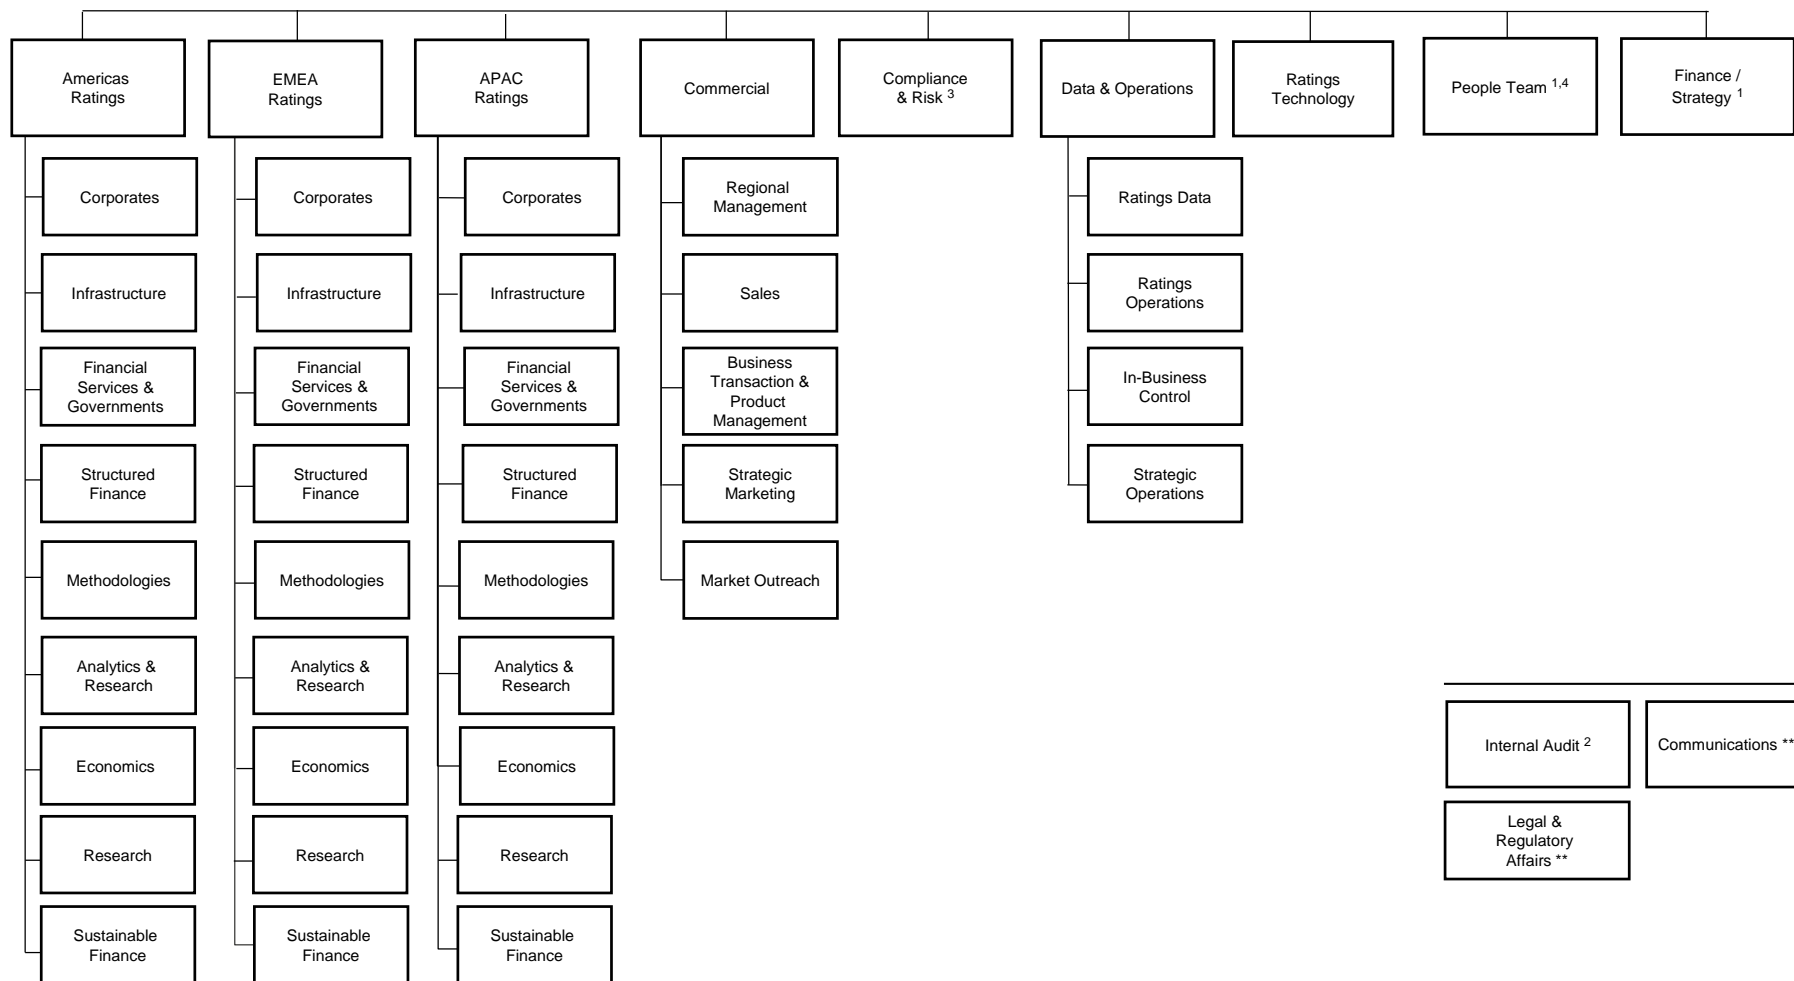 Americas
Ratings
EMEA
Ratings
APAC
Ratings
Commercial
Compliance
& Risk 3
Data & Operations
Ratings
Technology
People Team 1,4
Finance /
Strategy 1
Corporates
Infrastructure
Financial
Services &
Governments
Structured
Finance
Methodologies
Analytics &
Research
Economics
Research
Sustainable
Finance
Corporates
Infrastructure
Financial
Services &
Governments
Structured
Finance
Methodologies
Analytics &
Research
Economics
Research
Sustainable
Finance
Corporates
Infrastructure
Financial
Services &
Governments
Structured
Finance
Methodologies
Analytics &
Research
Economics
Research
Sustainable
Finance
Regional
Management
Sales
Business
Transaction &
Product
Management
Strategic
Marketing
Market Outreach
Ratings Data
Ratings
Operations
In-Business
Control
Strategic
Operations
Internal Audit 2
Communications **
Legal &
Regulatory
Affairs **